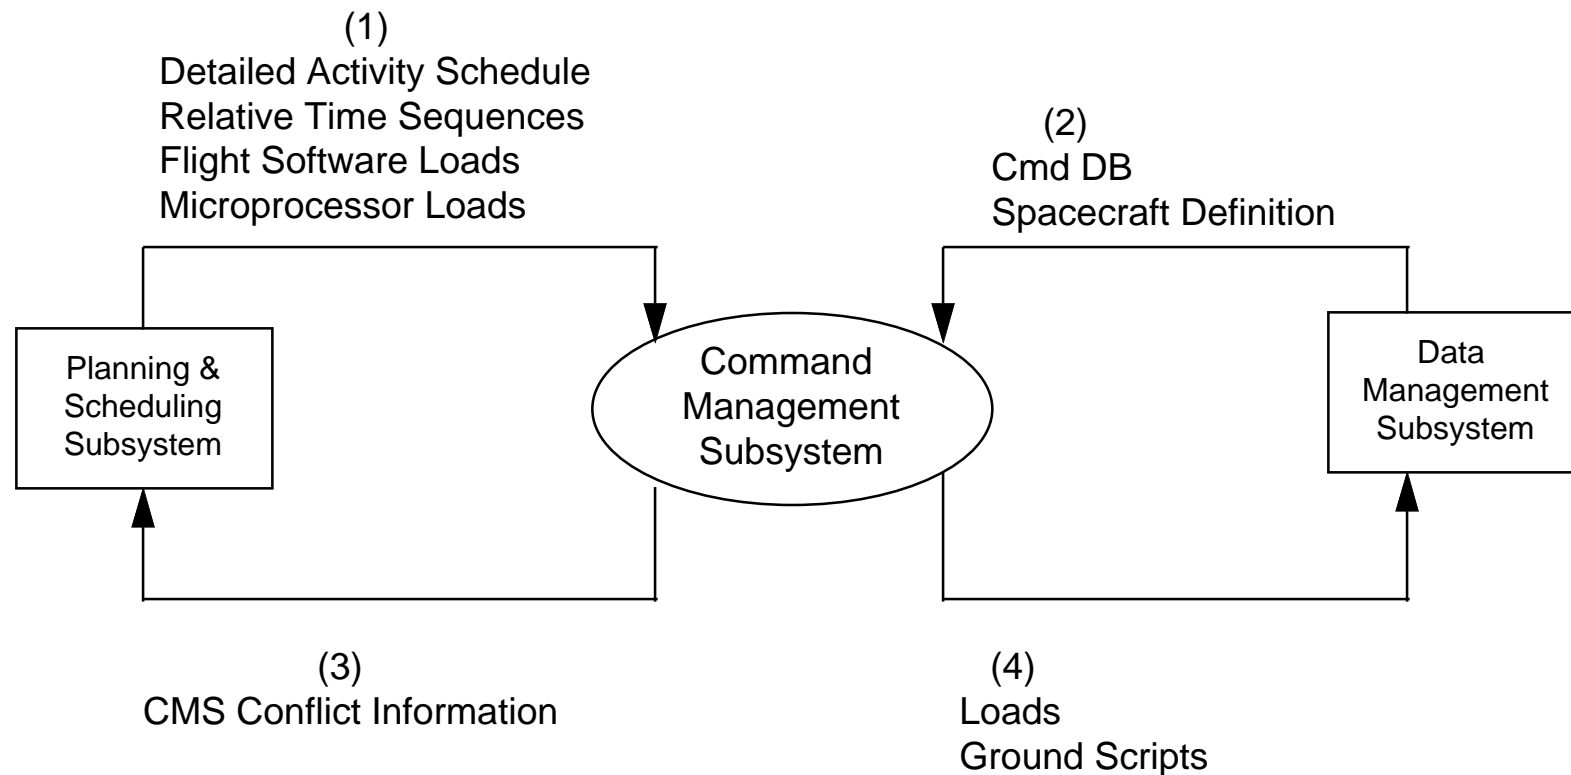 (1)
Detailed Activity Schedule
Relative Time Sequences
Flight Software Loads
Microprocessor Loads
(2)
Cmd DB
Spacecraft Definition
Planning &
Scheduling
Subsystem
Command
Management
Subsystem
Data
Management
Subsystem
(3)
CMS Conflict Information
(4)
Loads
Ground Scripts